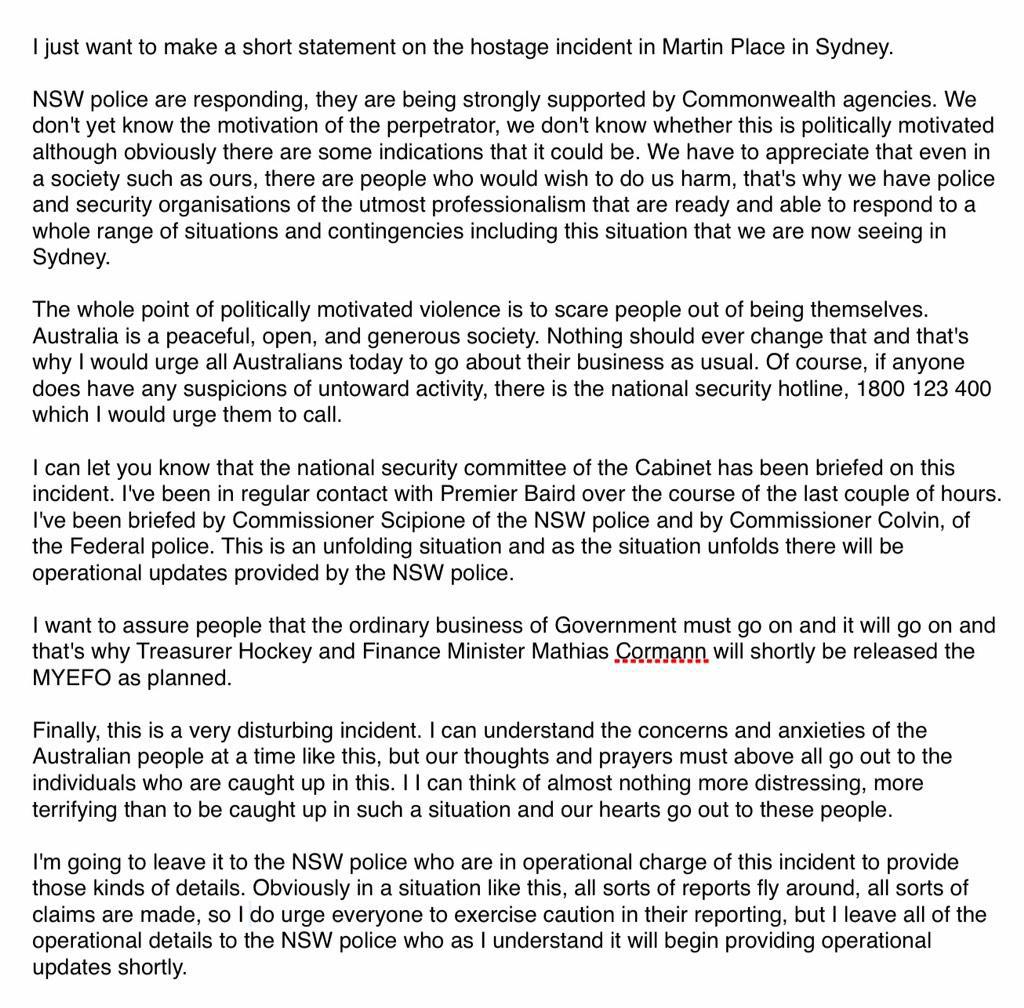 I just want to make a short statement on the hostage incident in Martin Place in Sydney.
NSW police are responding, they are being strongly supported by Commonwealth agencies. We
don't yet know the motivation of the perpetrator, we don't know whether this is politically motivated
although obviously there are some indications that it could be. We have to appreciate that even in
a society such as ours, there are people who would wish to do us harm, that's why we have police
and security organisations of the utmost professionalism that are ready and able to respond to a
whole range of situations and contingencies including this situation that we are now seeing in
Sydney.
The whole point of politically motivated violence is to scare people out of being themselves.
Australia is a peaceful, open, and generous society. Nothing should ever change that and that's
why I would urge all Australians today to go about their business as usual. Of course, if anyone
does have any suspicions of untoward activity, there is the national security hotline, 1800 123 400
which I would urge them to call.
I can let you know that the national security committee of the Cabinet has been briefed on this
incident. I've been in regular contact with Premier Baird over the course of the last couple of hours.
I've been briefed by Commissioner Scipione of the NSW police and by Commissioner Colvin, of
the Federal police. This is an unfolding situation and as the situation unfolds there will be
operational updates provided by the NSW police.
I want to assure people that the ordinary business of Government must go on and it will go on and
that's why Treasurer Hockey and Finance Minister Mathias Cormann will shortly be released the
MYEFO as planned.
Finally, this is a very disturbing incident. I can understand the concerns and anxieties of the
Australian people at a time like this, but our thoughts and prayers must above all go out to the
individuals who are caught up in this. I I can think of almost nothing more distressing, more
terrifying than to be caught up in such a situation and our hearts go out to these people.
I'm going to leave it to the NSW police who are in operational charge of this incident to provide
those kinds of details. Obviously in a situation like this, all sorts of reports fly around, all sorts of
claims are made, so I do urge everyone to exercise caution in their reporting, but I leave all of the
operational details to the NSW police who as I understand it will begin providing operational
updates shortly.